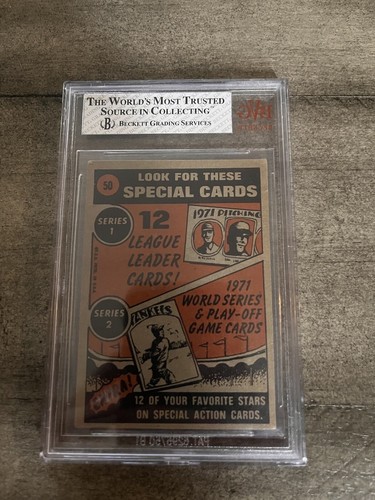 THE WORLD'S MOST TRUSTED
SOURCE IN COLLECTING™
B BECKETT GRADING SERVICES
50
LOOK FOR THESE
SPECIAL CARDS
SERIES
1
12
LEAGUE
LEADER
CARDS!
1971 PITCHING
1971
WORLD SERIES
& PLAY-OFF
GAME CARDS
SERIES
2
YANKEES
12 OF YOUR FAVORITE STARS
ON SPECIAL ACTION CARDS.